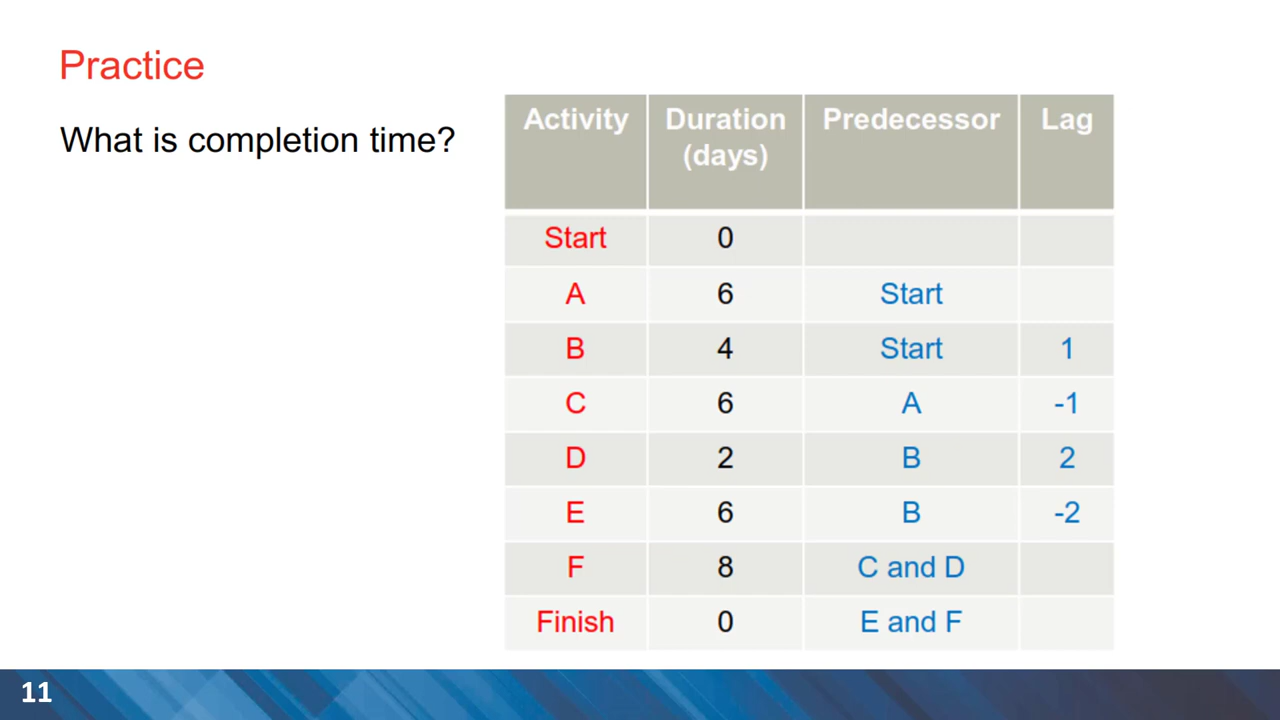 Practice
What is completion time?
Activity Duration (days) Predecessor Lag
Start 0
A 6 Start
B 4 Start 1
C 6 A -1
D 2 B 2
E 6 B -2
F 8 C and D
Finish 0 E and F
11